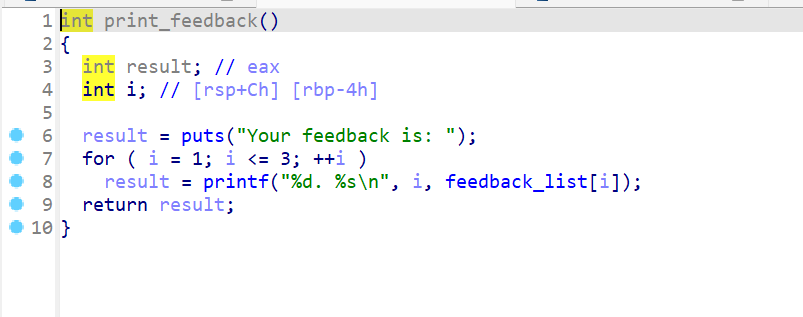 1 int print_feedback()
2 {
3   int result; // eax
4   int i; // [rsp+Ch] [rbp-4h]
5
6   result = puts("Your feedback is: ");
7   for ( i = 1; i <= 3; ++i )
8     result = printf("%d. %s\n", i, feedback_list[i]);
9   return result;
10 }